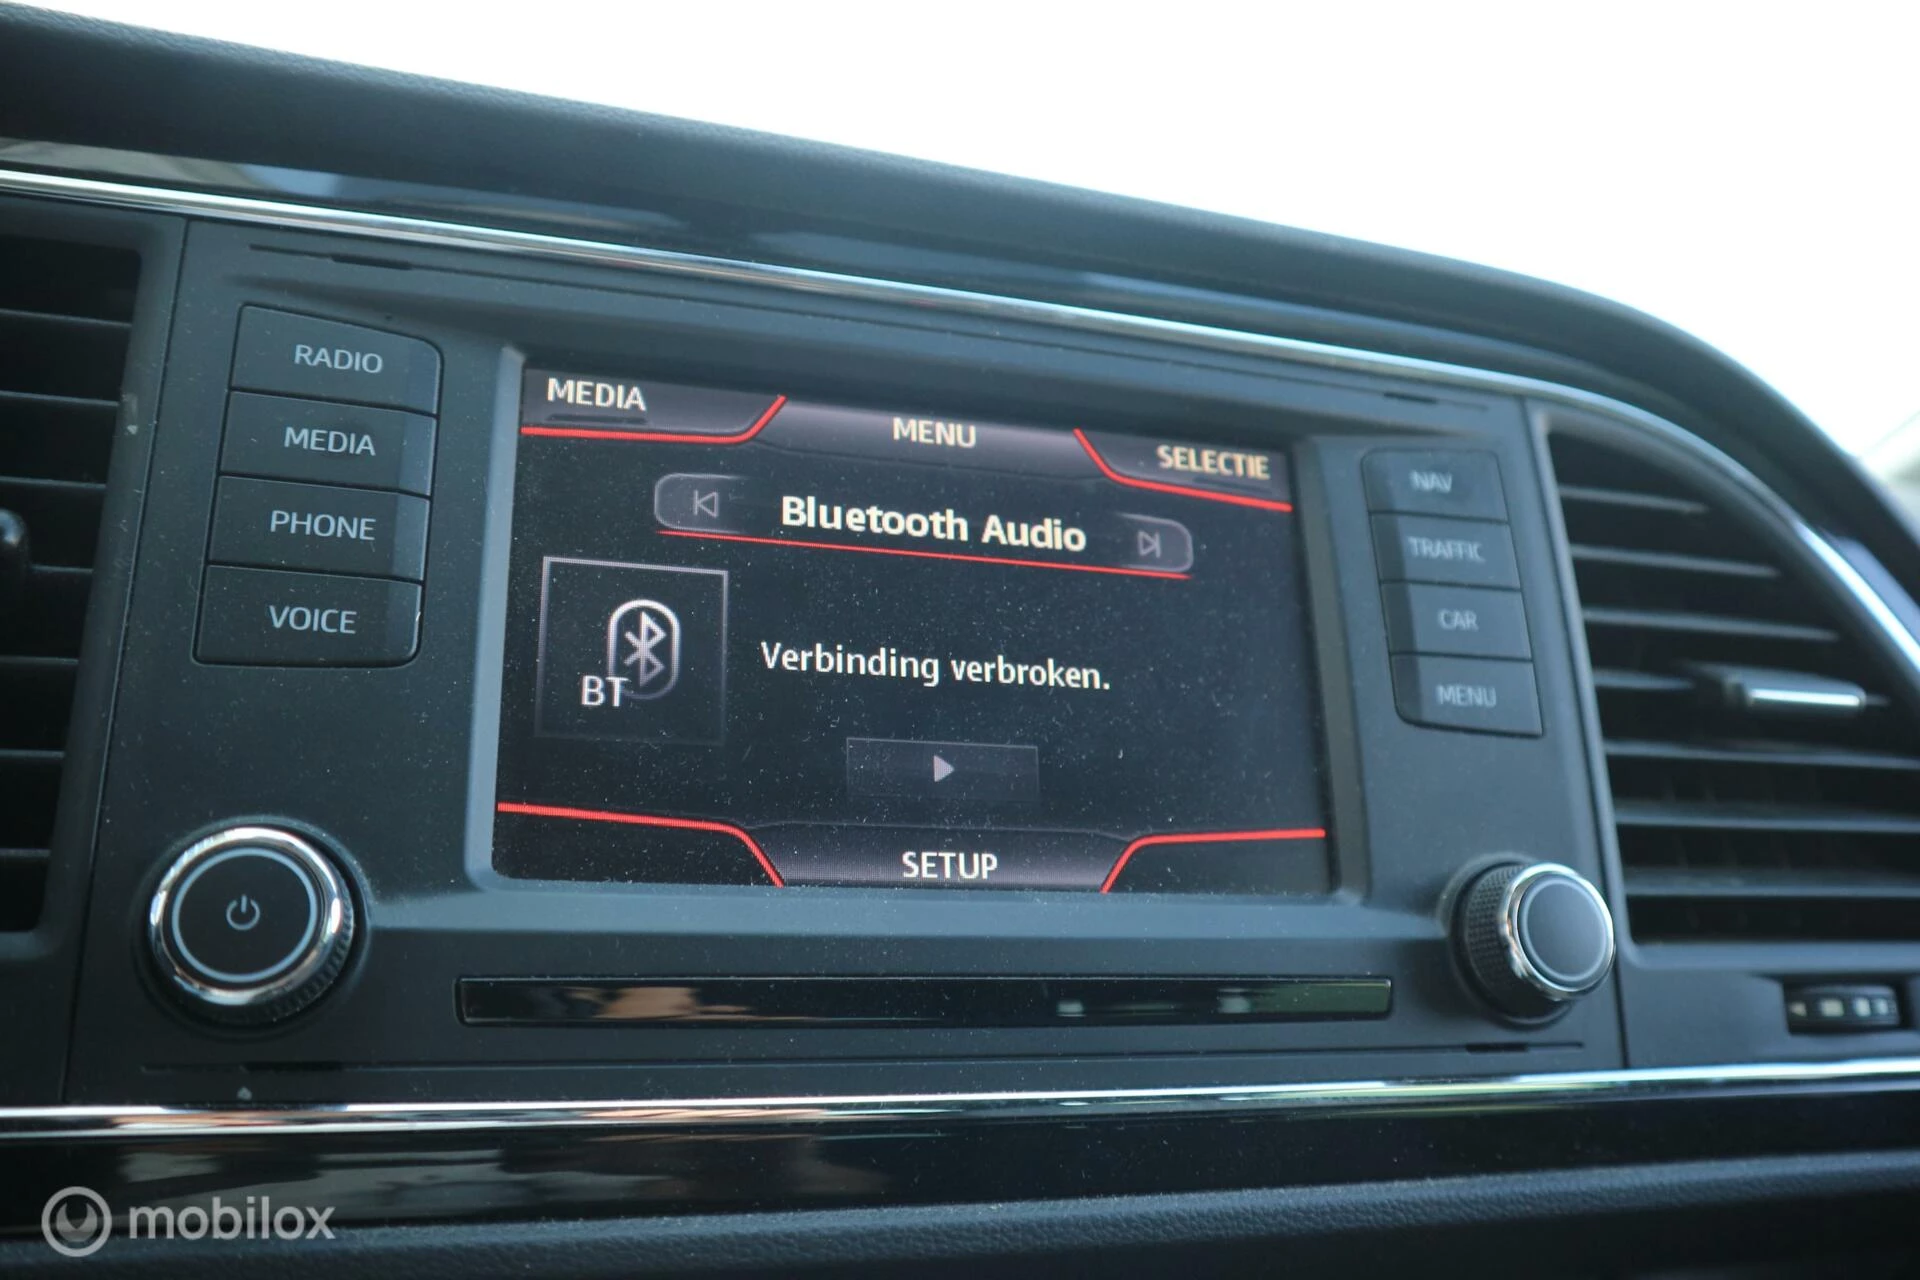 RADIO
MEDIA
PHONE
VOICE
MEDIA
MENU
SELECTIE
Bluetooth Audio
BT
Verbinding verbroken.
SETUP
NAV
TRAFFIC
CAR
MENU
mobilox